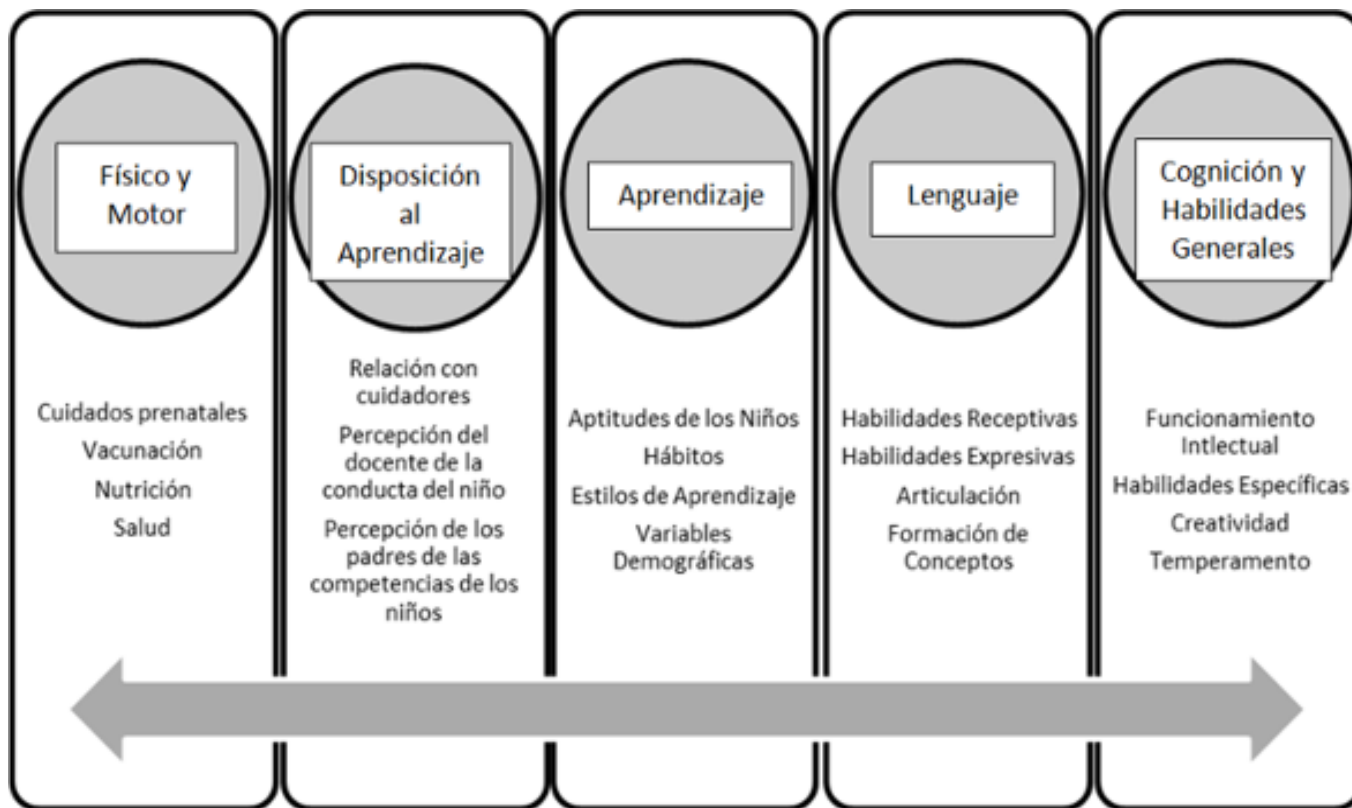 Físico y
Motor
Cuidados prenatales
Vacunación
Nutrición
Salud
Disposición
al
Aprendizaje
Relación con
cuidadores
Percepción del
docente de la
conducta del niño
Percepción de los
padres de las
competencias de los
niños
Aprendizaje
Aptitudes de los Niños
Hábitos
Estilos de Aprendizaje
Variables
Demográficas
Lenguaje
Habilidades Receptivas
Habilidades Expresivas
Articulación
Formación de
Conceptos
Cognición y
Habilidades
Generales
Funcionamiento
Intlectual
Habilidades Específicas
Creatividad
Temperamento